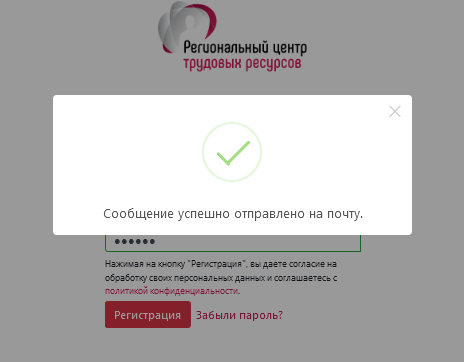 Региональный центр
трудовых ресурсов
Сообщение успешно отправлено на почту.
Нажимая на кнопку "Регистрация", вы даете согласие на
обработку своих персональных данных и соглашаетесь с
политикой конфиденциальности.
Регистрация Забыли пароль?